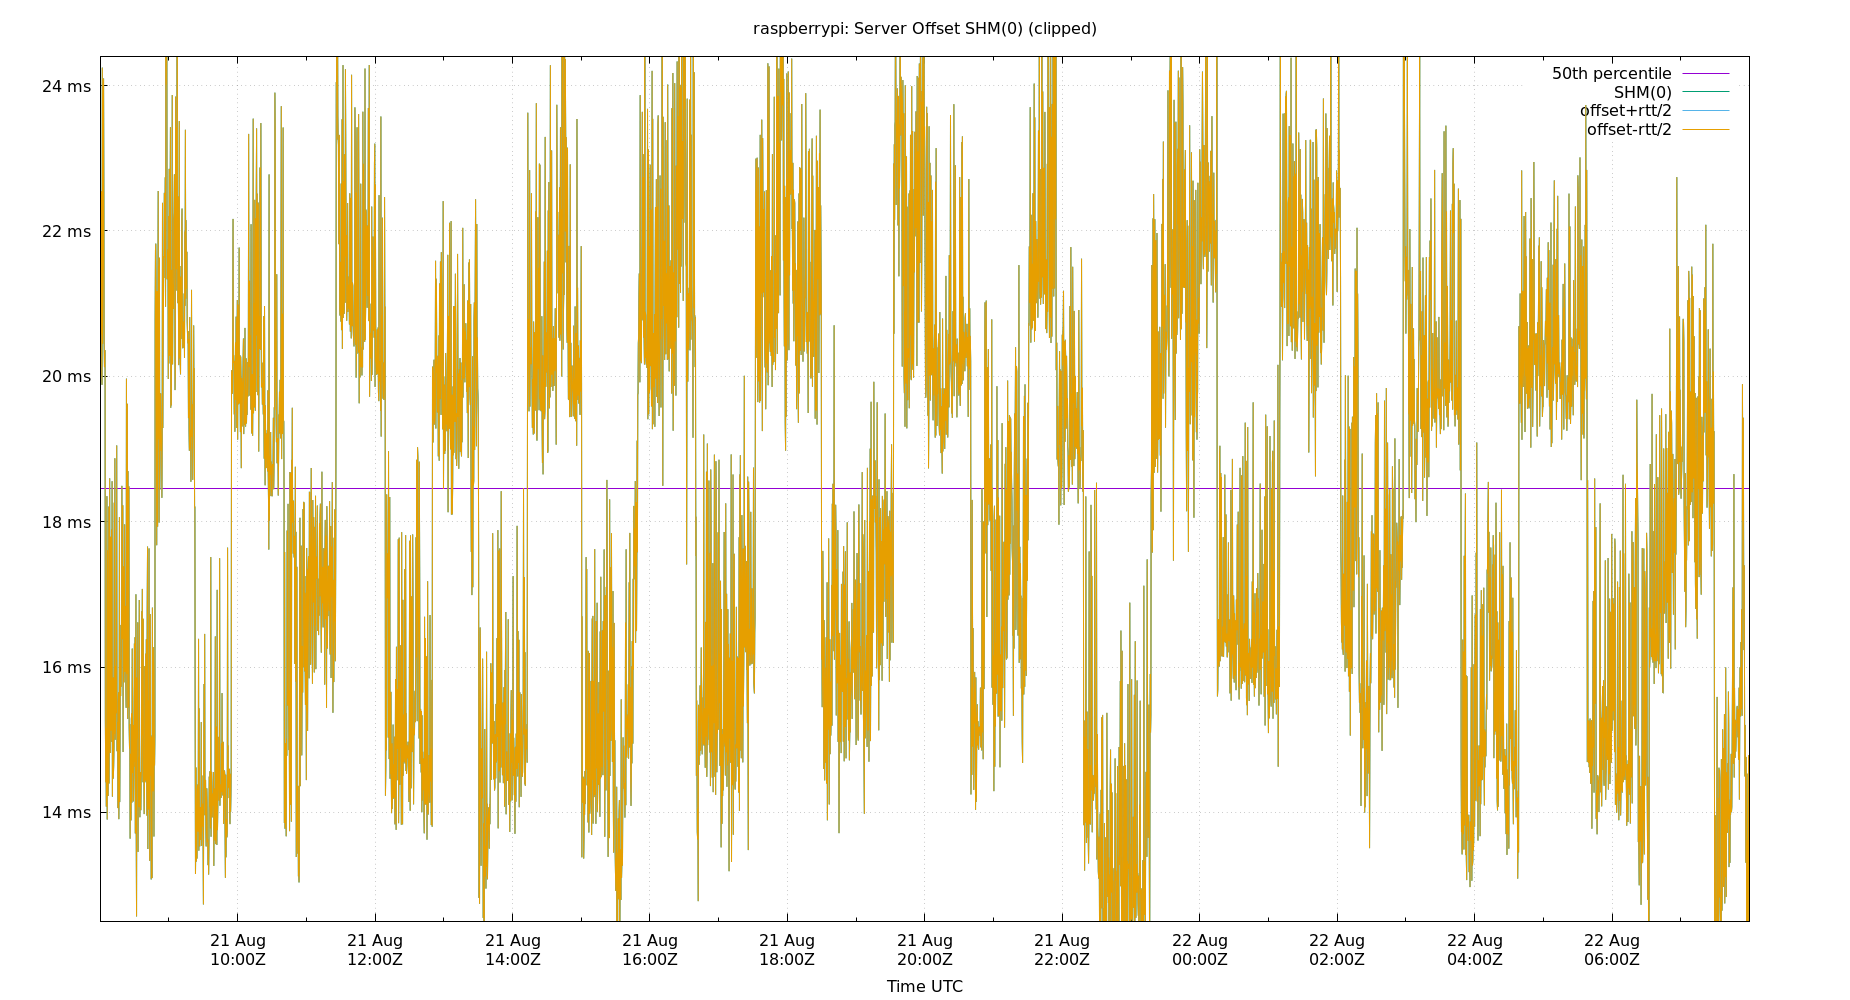 raspberrypi: Server Offset SHM(0) (clipped)
50th percentile
SHM(0)
offset+rtt/2
offset-rtt/2
24 ms
22 ms
20 ms
18 ms
16 ms
14 ms
21 Aug 21 Aug 21 Aug 21 Aug 21 Aug 21 Aug 21 Aug 22 Aug 22 Aug 22 Aug 22 Aug
10:00Z 12:00Z 14:00Z 16:00Z 18:00Z 20:00Z 22:00Z 00:00Z 02:00Z 04:00Z 06:00Z
Time UTC